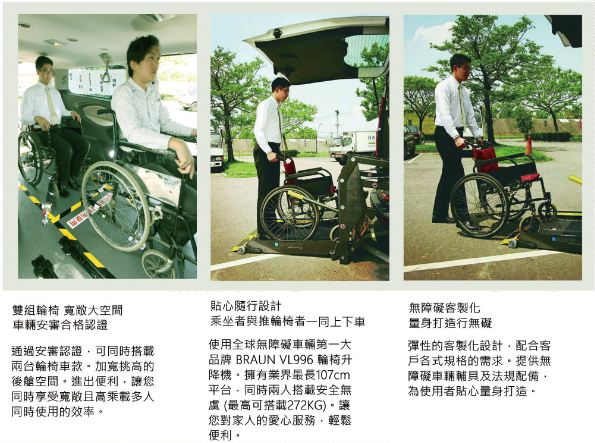 雙組輪椅 寬敞大空間
車輛安審合格認證
通過安審認證，可同時搭載
兩台輪椅車款。加寬挑高的
後艙空間。進出便利，讓您
同時享受寬敞且高乘載多人
同時使用的效率。
貼心隨行設計
乘坐者與推輪椅者一同上下車
使用全球無障礙車輛第一大
品牌 BRAUN VL996 輪椅升
降機。擁有業界最長107cm
平台，同時兩人搭載安全無
虞 (最高可搭載272KG)。讓
您對家人的愛心服務，輕鬆
便利。
無障礙客製化
量身打造行無礙
彈性的客製化設計，配合客
戶各式規格的需求。提供無
障礙車輛輔具及法規配備，
為使用者貼心量身打造。